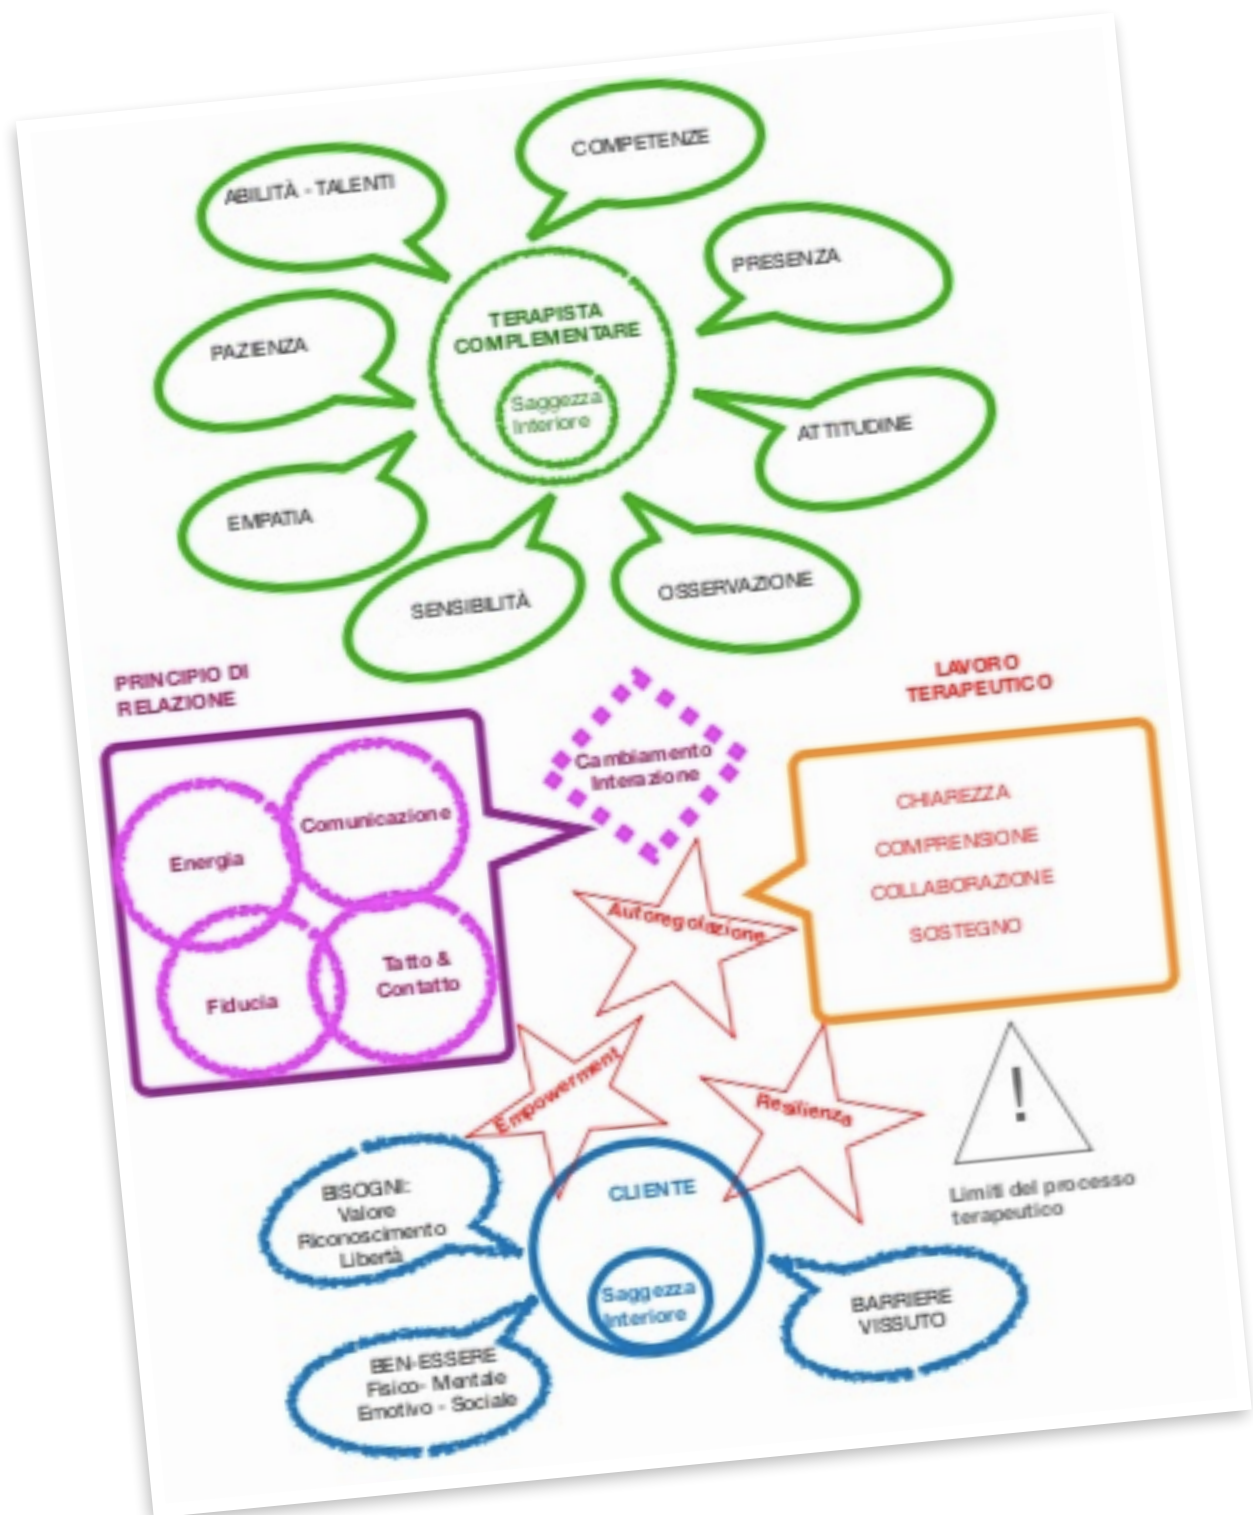 COMPETENZE
ABILITÀ - TALENTI
PRESENZA
TERAPISTA
COMPLEMENTARE
PAZIENZA
Saggezza
Interiore
ATTITUDINE
EMPATIA
SENSIBILITÀ
OSSERVAZIONE
PRINCIPIO DI
RELAZIONE
LAVORO
TERAPEUTICO
Cambiamento
Interazione
Comunicazione
Energia
Tatto &
Contatto
Fiducia
CHIAREZZA
COMPRENSIONE
COLLABORAZIONE
SOSTEGNO
Autoregolazione
Empowerment
Resilienza
!
Limiti del processo
terapeutico
BISOGNI:
Valore
Riconoscimento
Libertà
CLIENTE
Saggezza
Interiore
BARRIERE
VISSUTO
BEN-ESSERE
Fisico- Mentale
Emotivo - Sociale